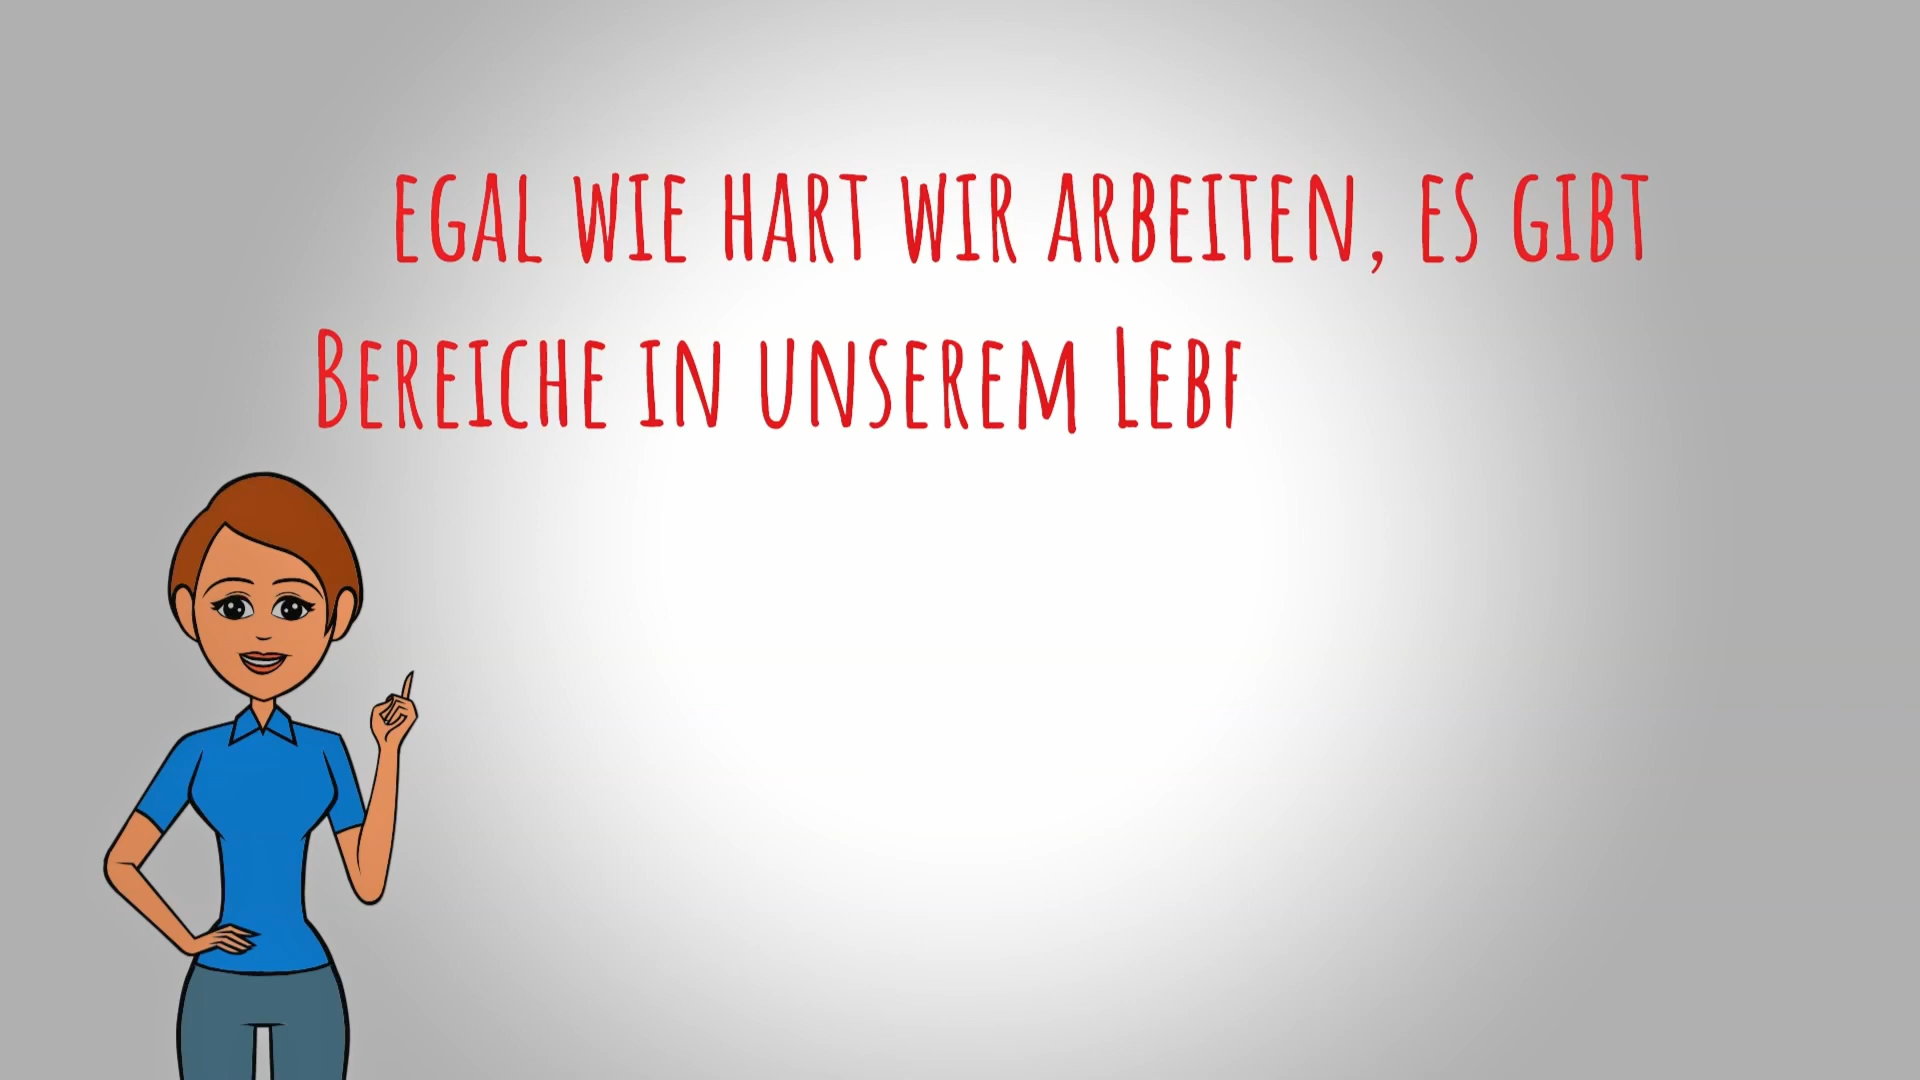 egal wie hart wir arbeiten, es gibt
Bereiche in unserem